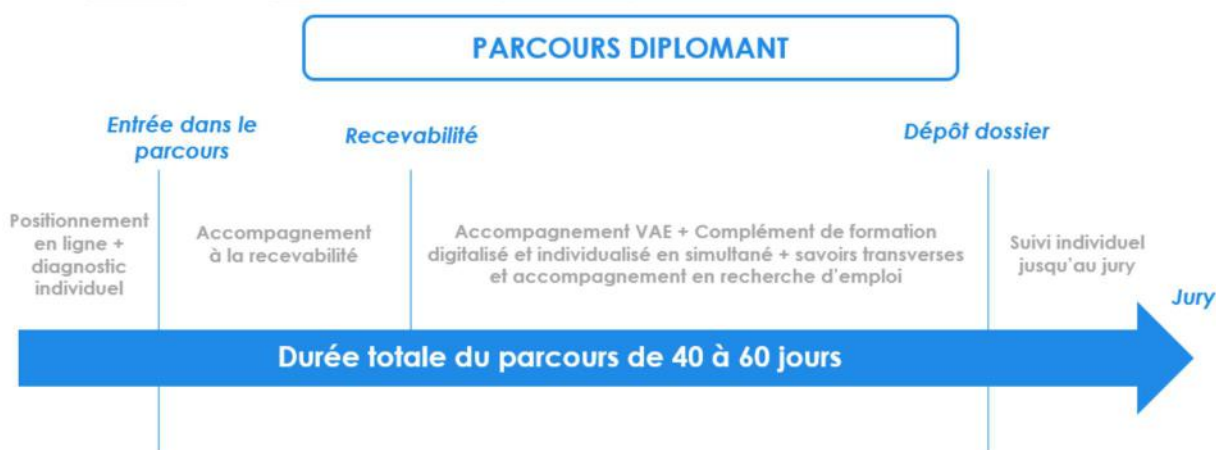 PARCOURS DIPLOMANT
Entrée dans le
parcours
Recevabilité
Dépôt dossier
Positionnement
en ligne +
diagnostic
individuel
Accompagnement
à la recevabilité
Accompagnement VAE + Complément de formation
digitalisé et individualisé en simultané + savoirs transverses
et accompagnement en recherche d'emploi
Suivi individuel
jusqu'au jury
Jury
Durée totale du parcours de 40 à 60 jours